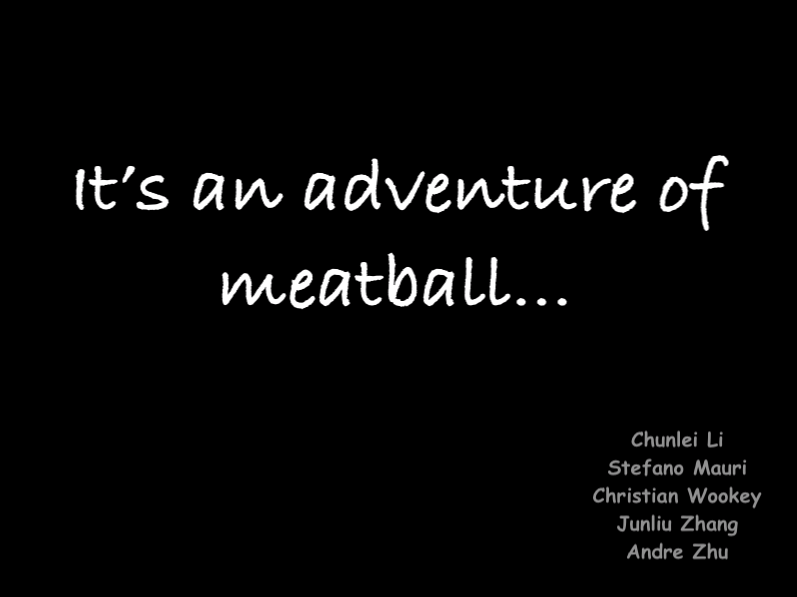 It's an adventure of
meatball...
Chunlei Li
Stefano Mauri
Christian Wookey
Junliu Zhang
Andre Zhu